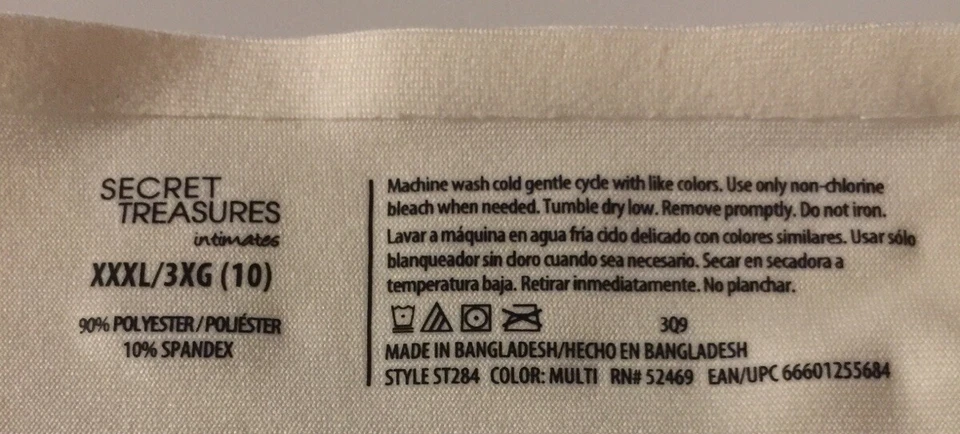 SECRET
TREASURES
intimates
XXXL/3XG (10)
90% POLYESTER/POLIÉSTER
10% SPANDEX
Machine wash cold gentle cycle with like colors. Use only non-chlorine
bleach when needed. Tumble dry low. Remove promptly. Do not iron.
Lavar a máquina en agua fría ciclo delicado con colores similares. Usar sólo
blanqueador sin cloro cuando sea necesario. Secar en secadora a
temperatura baja. Retirar inmediatamente. No planchar.
3Q9
MADE IN BANGLADESH/HECHO EN BANGLADESH
STYLE ST284 COLOR: MULTI RN# 52469 EAN/UPC 66601255684